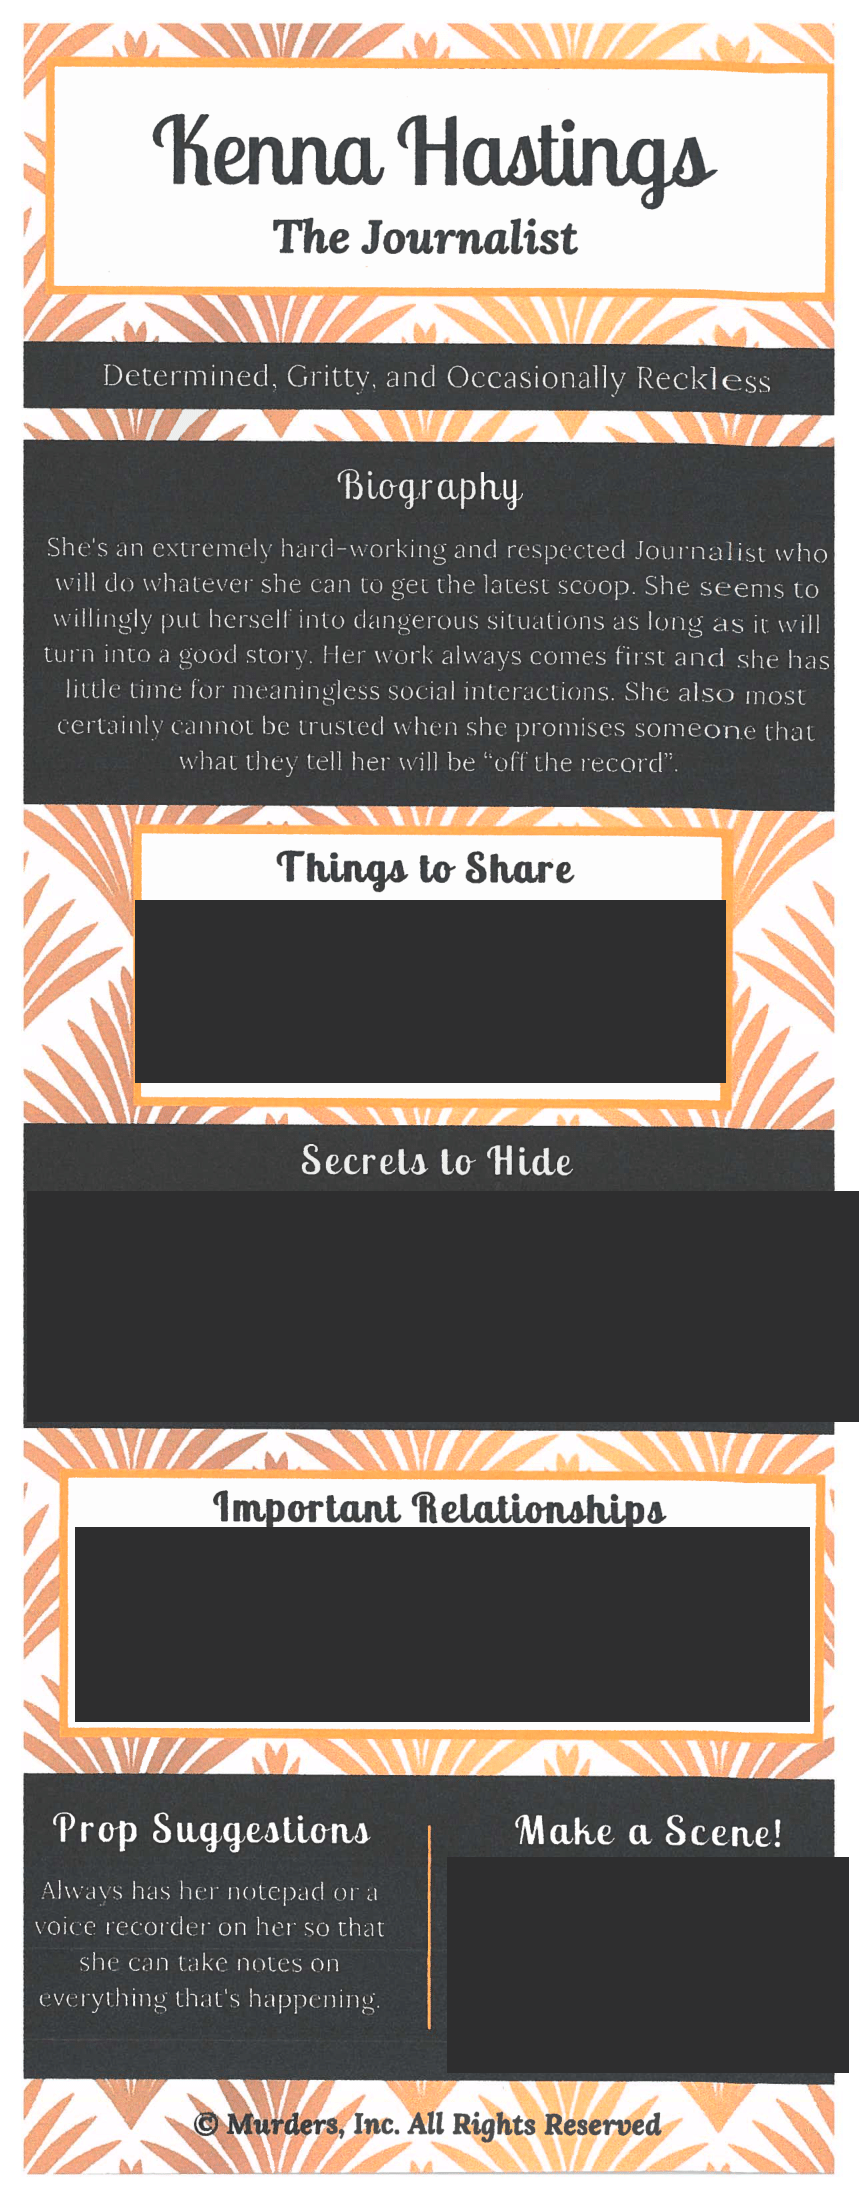 Kenna Hastings
The Journalist
Determined, Gritty, and Occasionally Reckless
Biography
She's an extremely hard-working and respected Journalist who
will do whatever she can to get the latest scoop. She seems to
willingly put herself into dangerous situations as long as it will
turn into a good story. Her work always comes first and she has
little time for meaningless social interactions. She also most
certainly cannot be trusted when she promises someone that
what they tell her will be “off the record”.
Things to Share
Secrets to Hide
Important Relationships
Prop Suggestions
Always has her notepad or a
voice recorder on her so that
she can take notes on
everything that's happening.
Make a Scene!
© Murders, Inc. All Rights Reserved